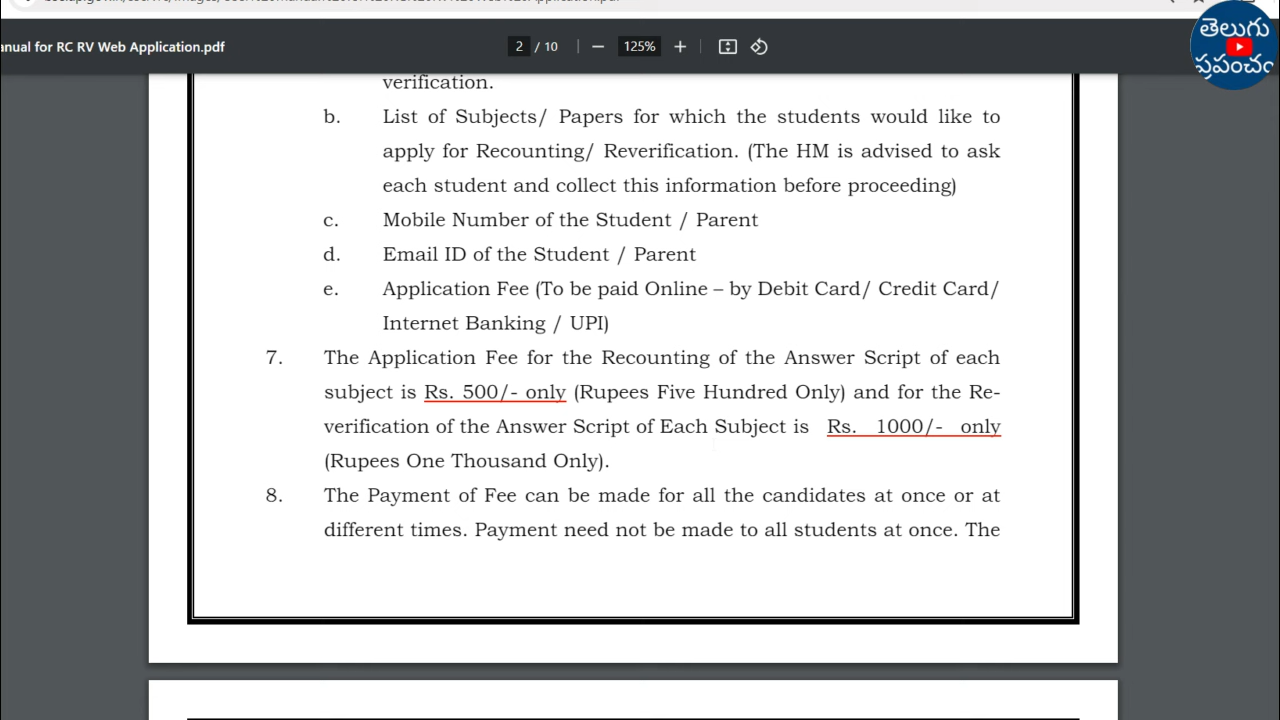 anual for RC RV Web Application.pdf
2 / 10
125%
తెలుగు
ప్రపంచం
verification.
b. List of Subjects/ Papers for which the students would like to
apply for Recounting/ Reverification. (The HM is advised to ask
each student and collect this information before proceeding)
c. Mobile Number of the Student / Parent
d. Email ID of the Student / Parent
e. Application Fee (To be paid Online – by Debit Card/ Credit Card/
Internet Banking / UPI)
7. The Application Fee for the Recounting of the Answer Script of each
subject is Rs. 500/- only (Rupees Five Hundred Only) and for the Re-
verification of the Answer Script of Each Subject is Rs. 1000/- only
(Rupees One Thousand Only).
8. The Payment of Fee can be made for all the candidates at once or at
different times. Payment need not be made to all students at once. The